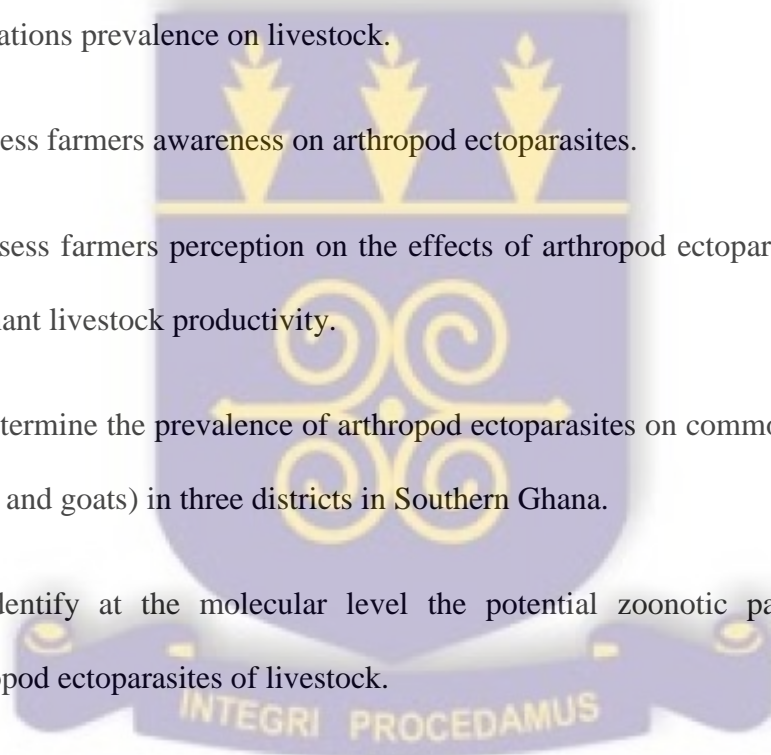 ations prevalence on livestock.
ess farmers awareness on arthropod ectoparasites.
sess farmers perception on the effects of arthropod ectopar
ant livestock productivity.
termine the prevalence of arthropod ectoparasites on commo
and goats) in three districts in Southern Ghana.
dentify at the molecular level the potential zoonotic pa
pod ectoparasites of livestock.
INTEGRI PROCEDAMUS